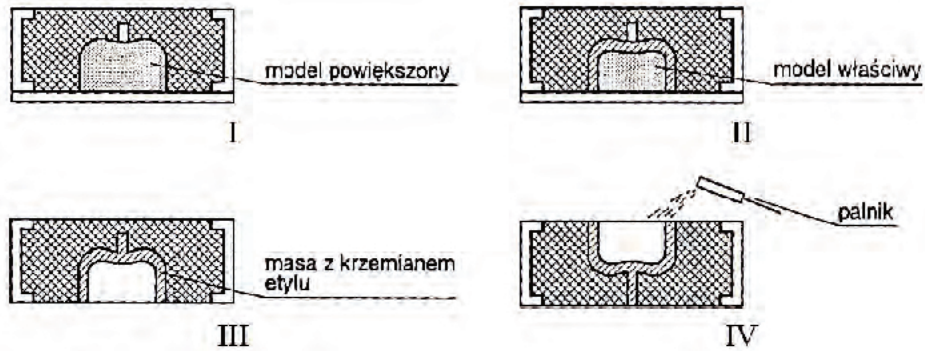 model powiększony
model właściwy
I
II
masa z krzemianem
etylu
palnik
III
IV